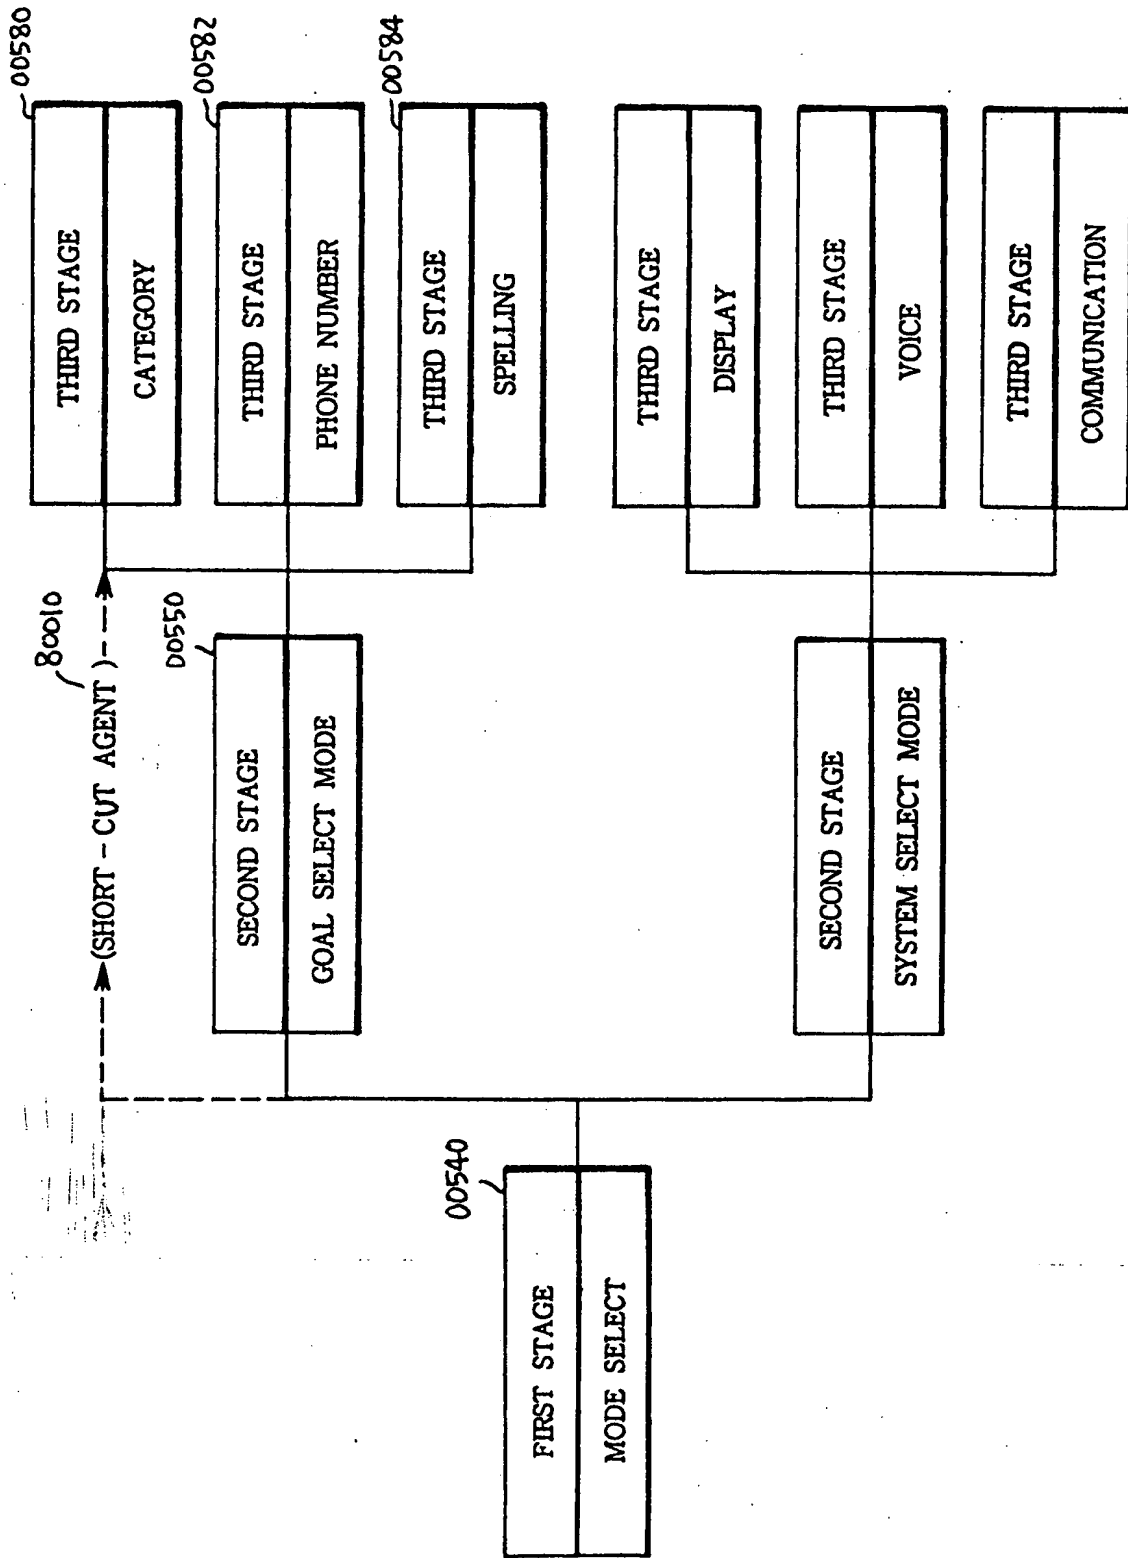 FIRST STAGE
MODE SELECT
00540
(SHORT-CUT AGENT)
80010
SECOND STAGE
GOAL SELECT MODE
00550
SECOND STAGE
SYSTEM SELECT MODE
THIRD STAGE
CATEGORY
00580
THIRD STAGE
PHONE NUMBER
00582
THIRD STAGE
SPELLING
00584
THIRD STAGE
DISPLAY
THIRD STAGE
VOICE
THIRD STAGE
COMMUNICATION